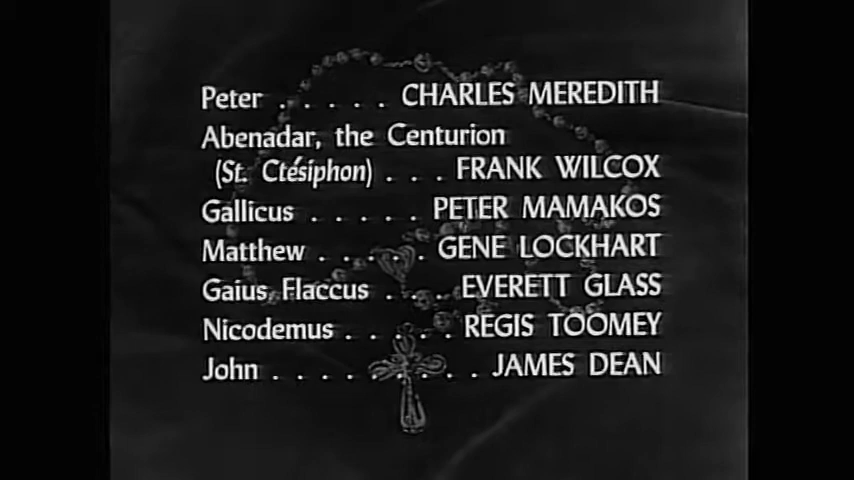 Peter . . . . . CHARLES MEREDITH
Abenadar, the Centurion
(St. Ctésiphon) . . . FRANK WILCOX
Gallicus . . . . . PETER MAMAKOS
Matthew . . . . . GENE LOCKHART
Gaius Flaccus . . . EVERETT GLASS
Nicodemus . . . . . REGIS TOOMEY
John . . . . . . . . . JAMES DEAN